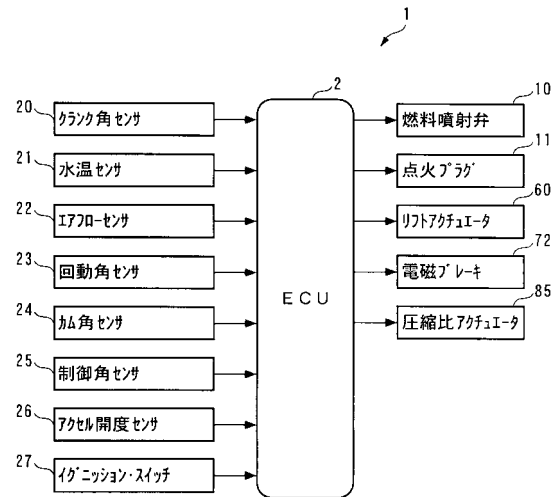 1
2
20
クランク角センサ
21
水温センサ
22
エアフローセンサ
23
回動角センサ
24
カム角センサ
25
制御角センサ
26
アクセル開度センサ
27
イグニッション・スイッチ
ECU
10
燃料噴射弁
11
点火プラグ
60
リフトアクチュエータ
72
電磁ブレーキ
85
圧縮比アクチュエータ